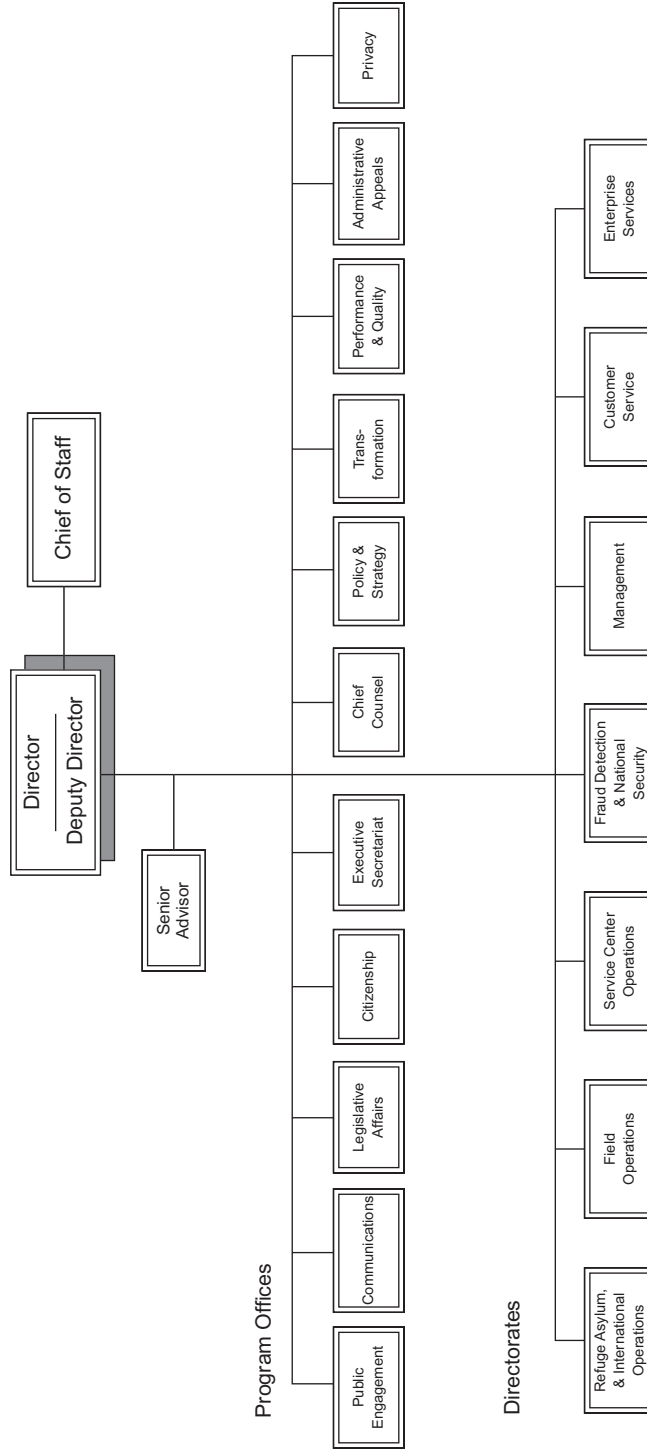 Director
Deputy Director
Chief of Staff
Senior
Advisor
Program Offices
Public
Engagement
Communications
Legislative
Affairs
Citizenship
Executive
Secretariat
Chief
Counsel
Policy &
Strategy
Trans-
formation
Performance
& Quality
Administrative
Appeals
Privacy
Directorates
Refuge Asylum,
& International
Operations
Field
Operations
Service Center
Operations
Fraud Detection
& National
Security
Management
Customer
Service
Enterprise
Services